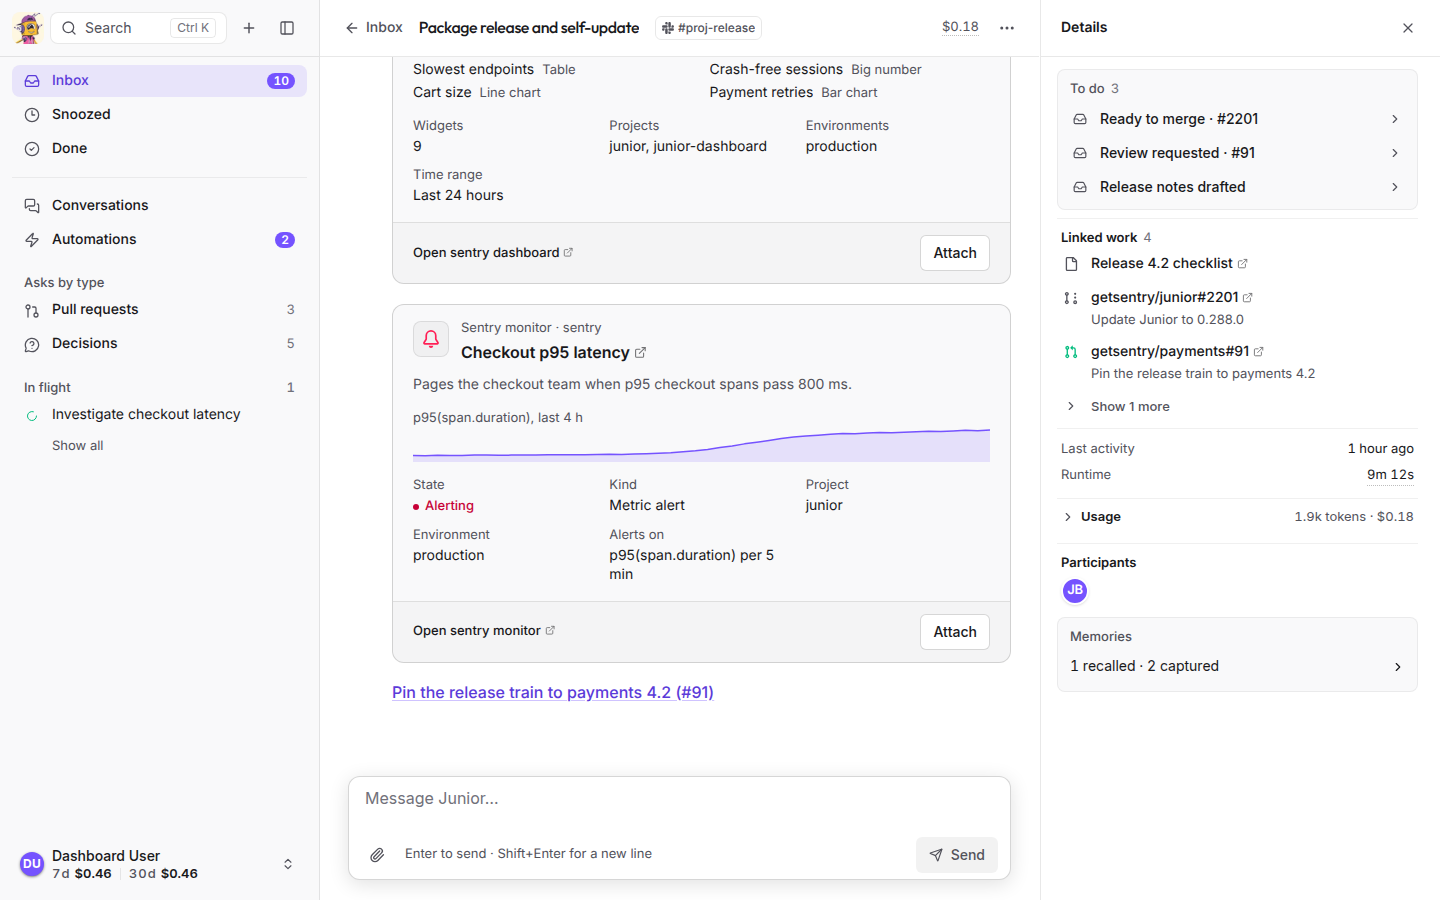 Search
Ctrl K
Inbox
10
Snoozed
Done
Conversations
Automations
2
Asks by type
Pull requests
3
Decisions
5
In flight
1
Investigate checkout latency
Show all
DU
Dashboard User
7d $0.46 30d $0.46
Inbox
Package release and self-update
#proj-release
$0.18
Slowest endpoints Table
Crash-free sessions Big number
Cart size Line chart
Payment retries Bar chart
Widgets
9
Projects
junior, junior-dashboard
Environments
production
Time range
Last 24 hours
Open sentry dashboard
Attach
Sentry monitor · sentry
Checkout p95 latency
Pages the checkout team when p95 checkout spans pass 800 ms.
p95(span.duration), last 4 h
State
Alerting
Kind
Metric alert
Project
junior
Environment
production
Alerts on
p95(span.duration) per 5
min
Open sentry monitor
Attach
Pin the release train to payments 4.2 (#91)
Message Junior...
Enter to send · Shift+Enter for a new line
Send
Details
To do 3
Ready to merge · #2201
Review requested · #91
Release notes drafted
Linked work 4
Release 4.2 checklist
getsentry/junior#2201
Update Junior to 0.288.0
getsentry/payments#91
Pin the release train to payments 4.2
Show 1 more
Last activity
1 hour ago
Runtime
9m 12s
Usage
1.9k tokens · $0.18
Participants
JB
Memories
1 recalled · 2 captured